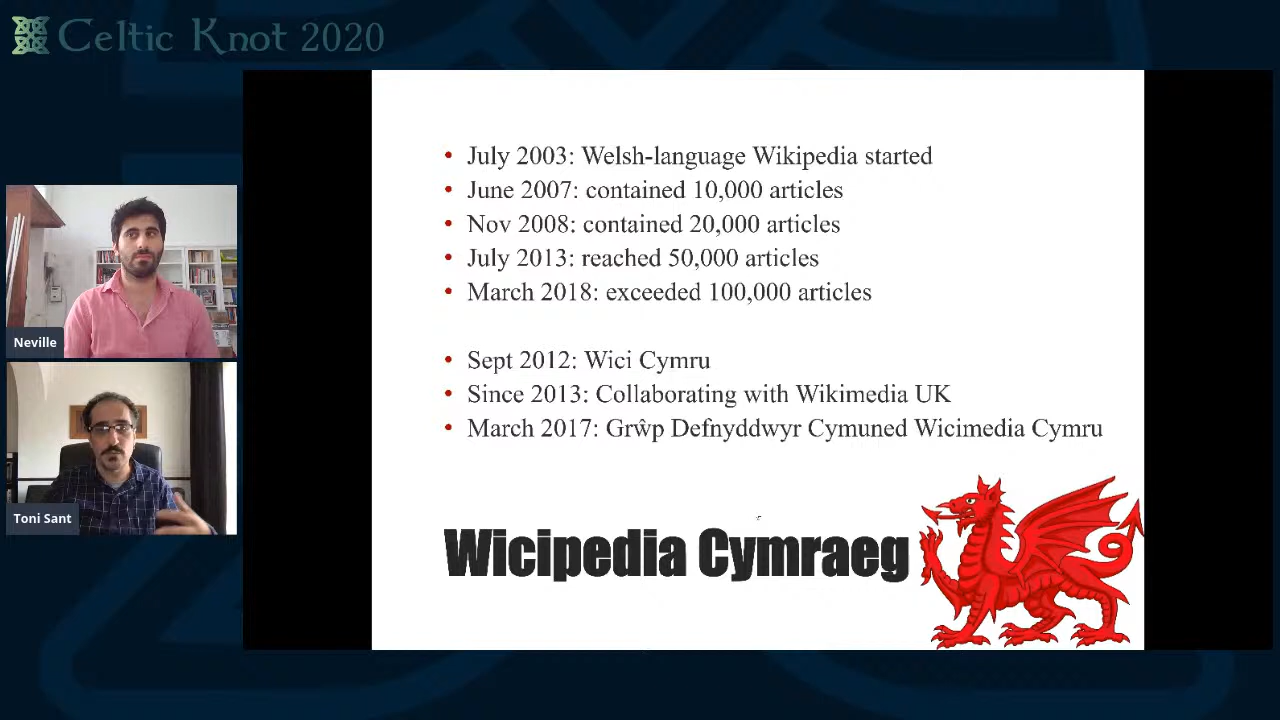 Celtic Knot 2020
• July 2003: Welsh-language Wikipedia started
• June 2007: contained 10,000 articles
• Nov 2008: contained 20,000 articles
• July 2013: reached 50,000 articles
• March 2018: exceeded 100,000 articles
• Sept 2012: Wici Cymru
• Since 2013: Collaborating with Wikimedia UK
• March 2017: Grŵp Defnyddwyr Cymuned Wicimedia Cymru
Wicipedia Cymraeg
Neville
Toni Sant